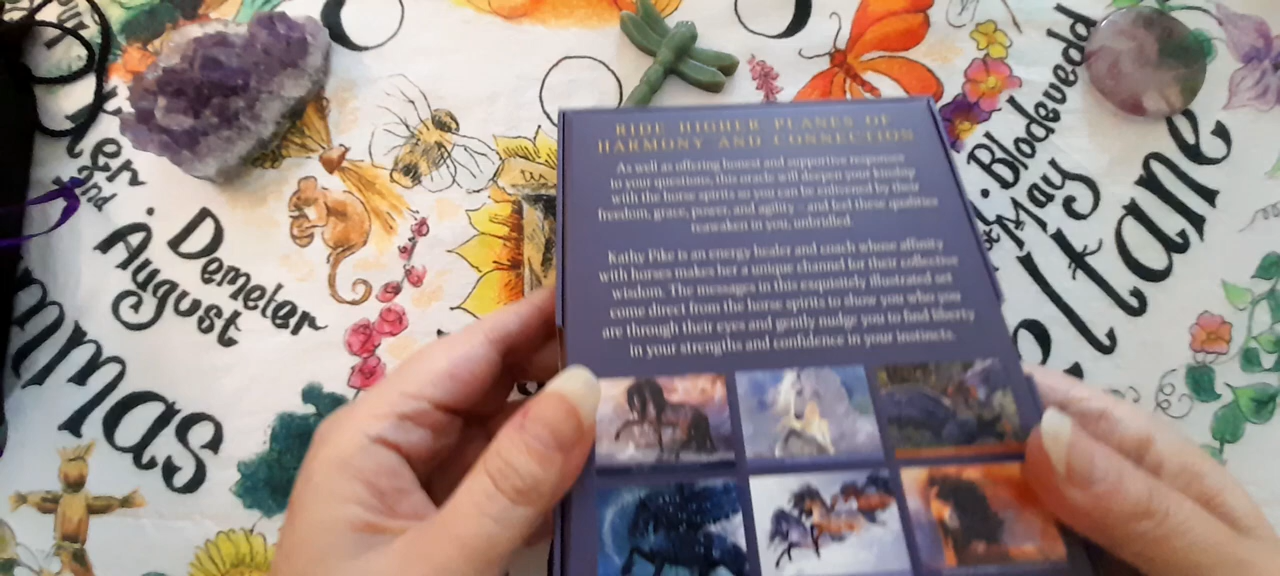 RIDE HIGHER PLANES OF
HARMONY AND CONNECTION
As well as offering honest and supportive responses
to your questions, this oracle will deepen your kinship
with the horse spirits so you can be enlivened by their
freedom, grace, power, and agility – and feel these qualities
reawaken in you, unbridled.
Kathy Pike is an energy healer and coach whose affinity
with horses makes her a unique channel for their collective
wisdom. The messages in this exquisitely illustrated set
come direct from the horse spirits to show you who you
are through their eyes and gently nudge you to find liberty
in your strengths and confidence in your instincts.
and
Demeter
August
mmas
Blodeuedd
May
eltane